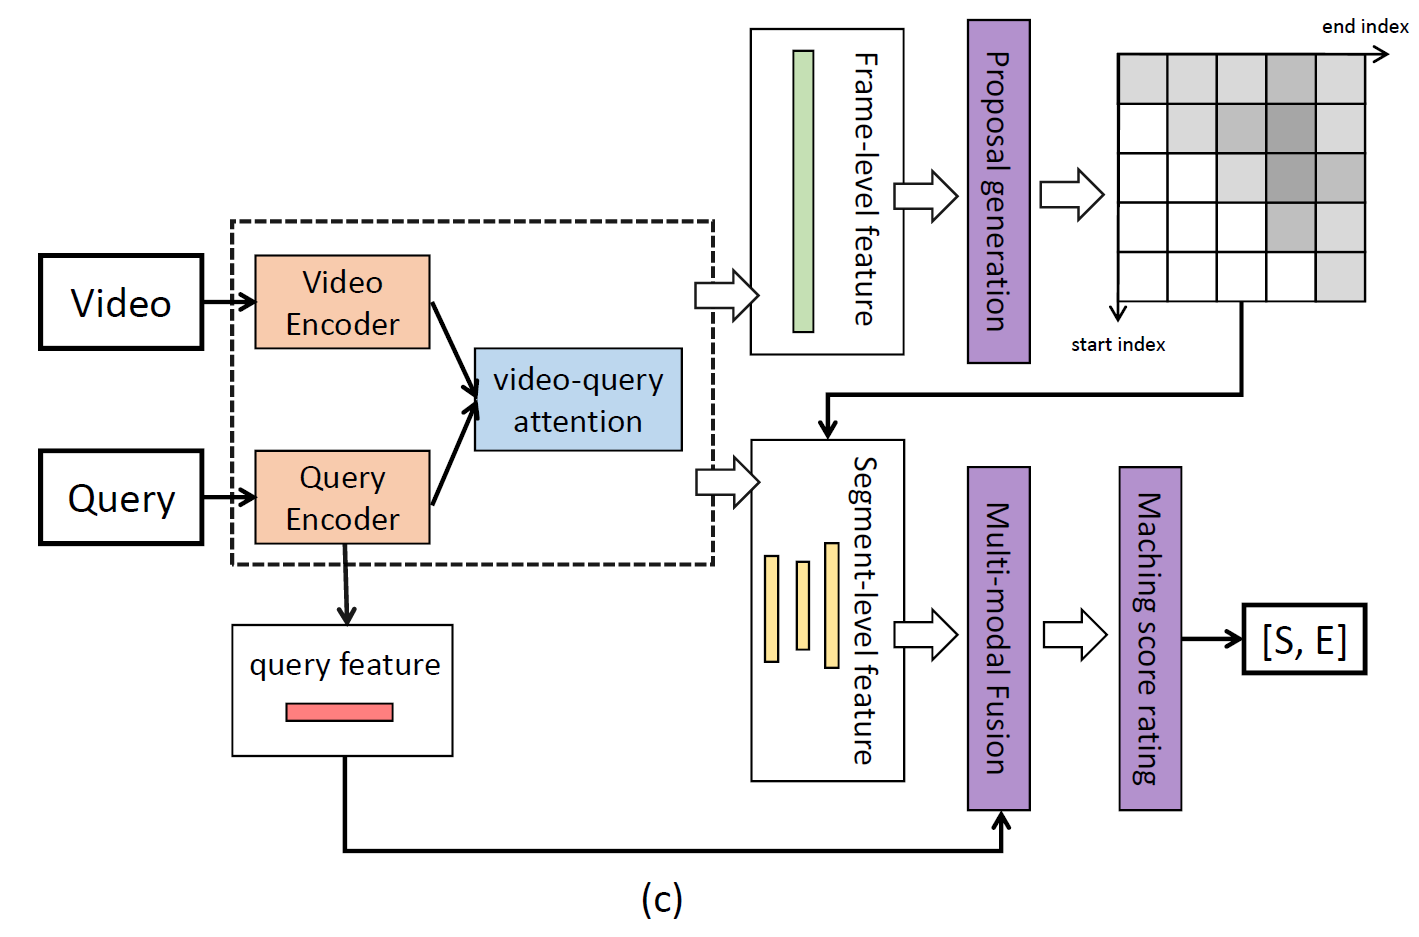 end index
Frame-level feature
Proposal generation
start index
Video
Video
Encoder
video-query
attention
Query
Query
Encoder
query feature
Segment-level feature
Multi-modal Fusion
Maching score rating
[S, E]
(c)